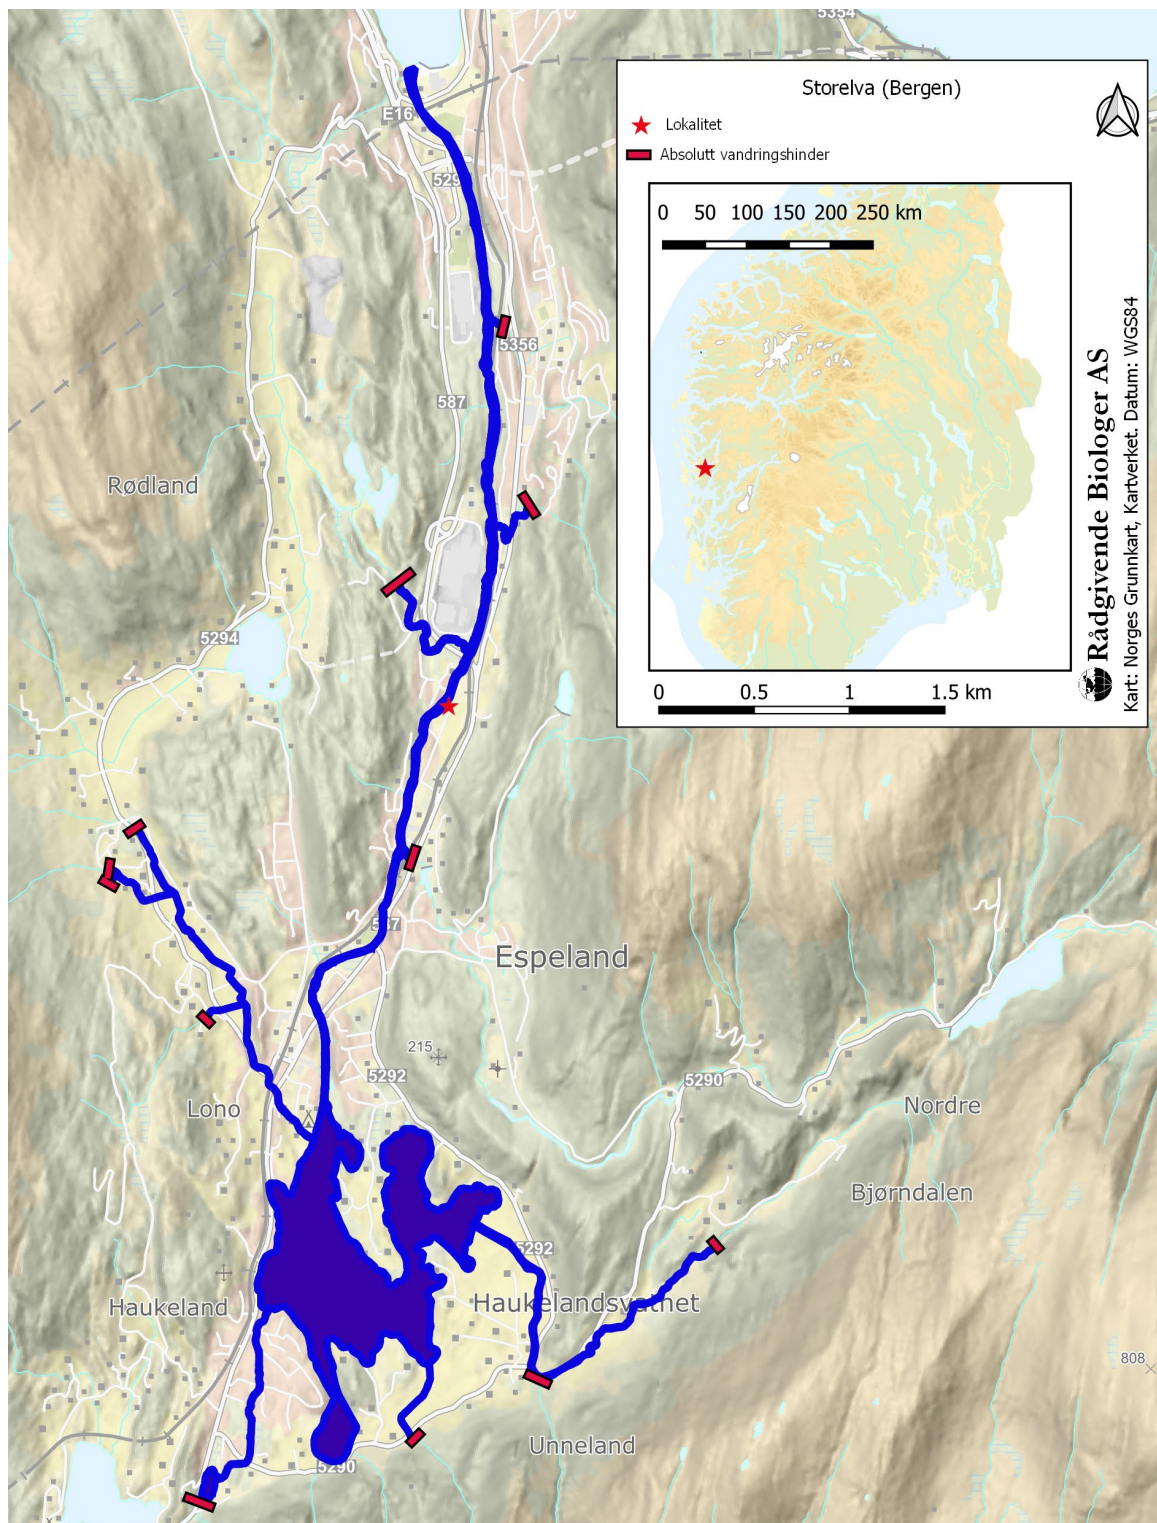 5354
Storelva (Bergen)
Lokalitet
Absolutt vandringshinder
0 50 100 150 200 250 km
0 0.5 1 1.5 km
Rådgivende Biologer AS
Kart: Norges Grunnkart, Kartverket. Datum: WGS84
E16
529
5356
587
Rødland
5294
587
Espeland
215
5292
5290
Lono
Nordre
Bjørndalen
5292
Haukeland
Haukelandsvatnet
808
Unneland
5290